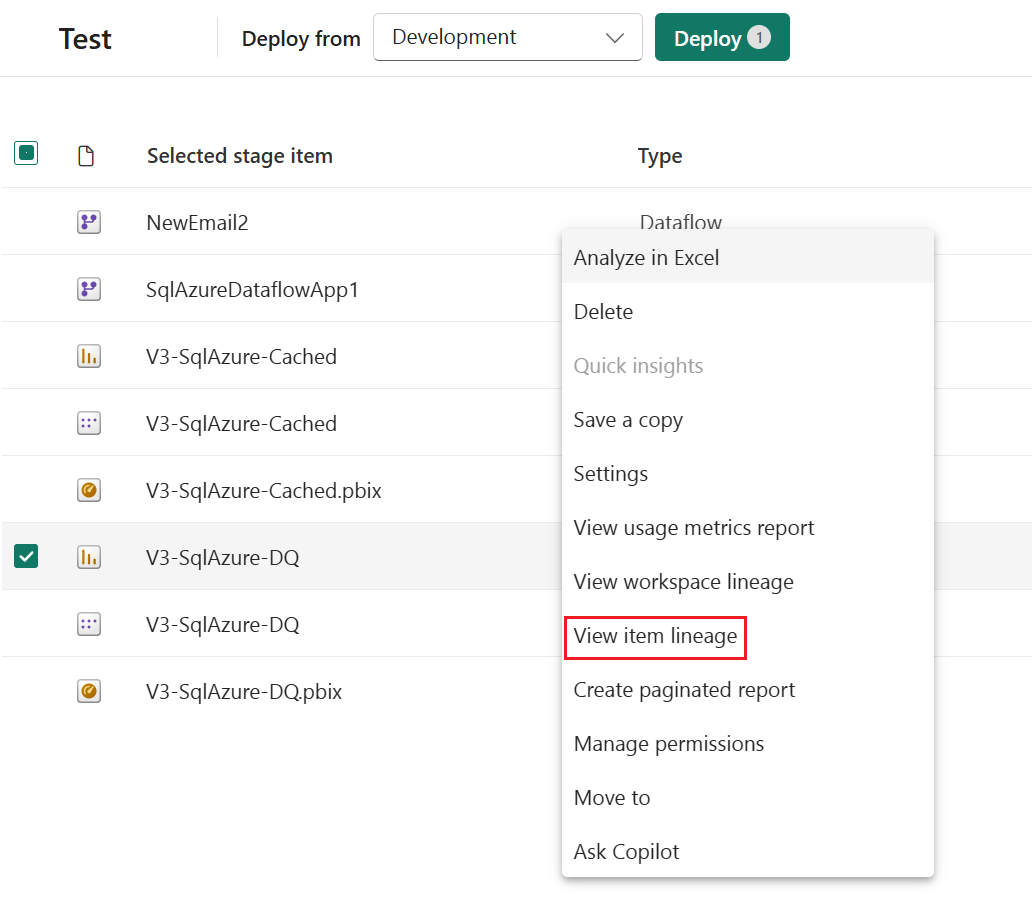 Test
Deploy from
Development
Deploy 1
Selected stage item
Type
NewEmail2
Dataflow
SqlAzureDataflowApp1
V3-SqlAzure-Cached
V3-SqlAzure-Cached
V3-SqlAzure-Cached.pbix
V3-SqlAzure-DQ
V3-SqlAzure-DQ
V3-SqlAzure-DQ.pbix
Analyze in Excel
Delete
Quick insights
Save a copy
Settings
View usage metrics report
View workspace lineage
View item lineage
Create paginated report
Manage permissions
Move to
Ask Copilot